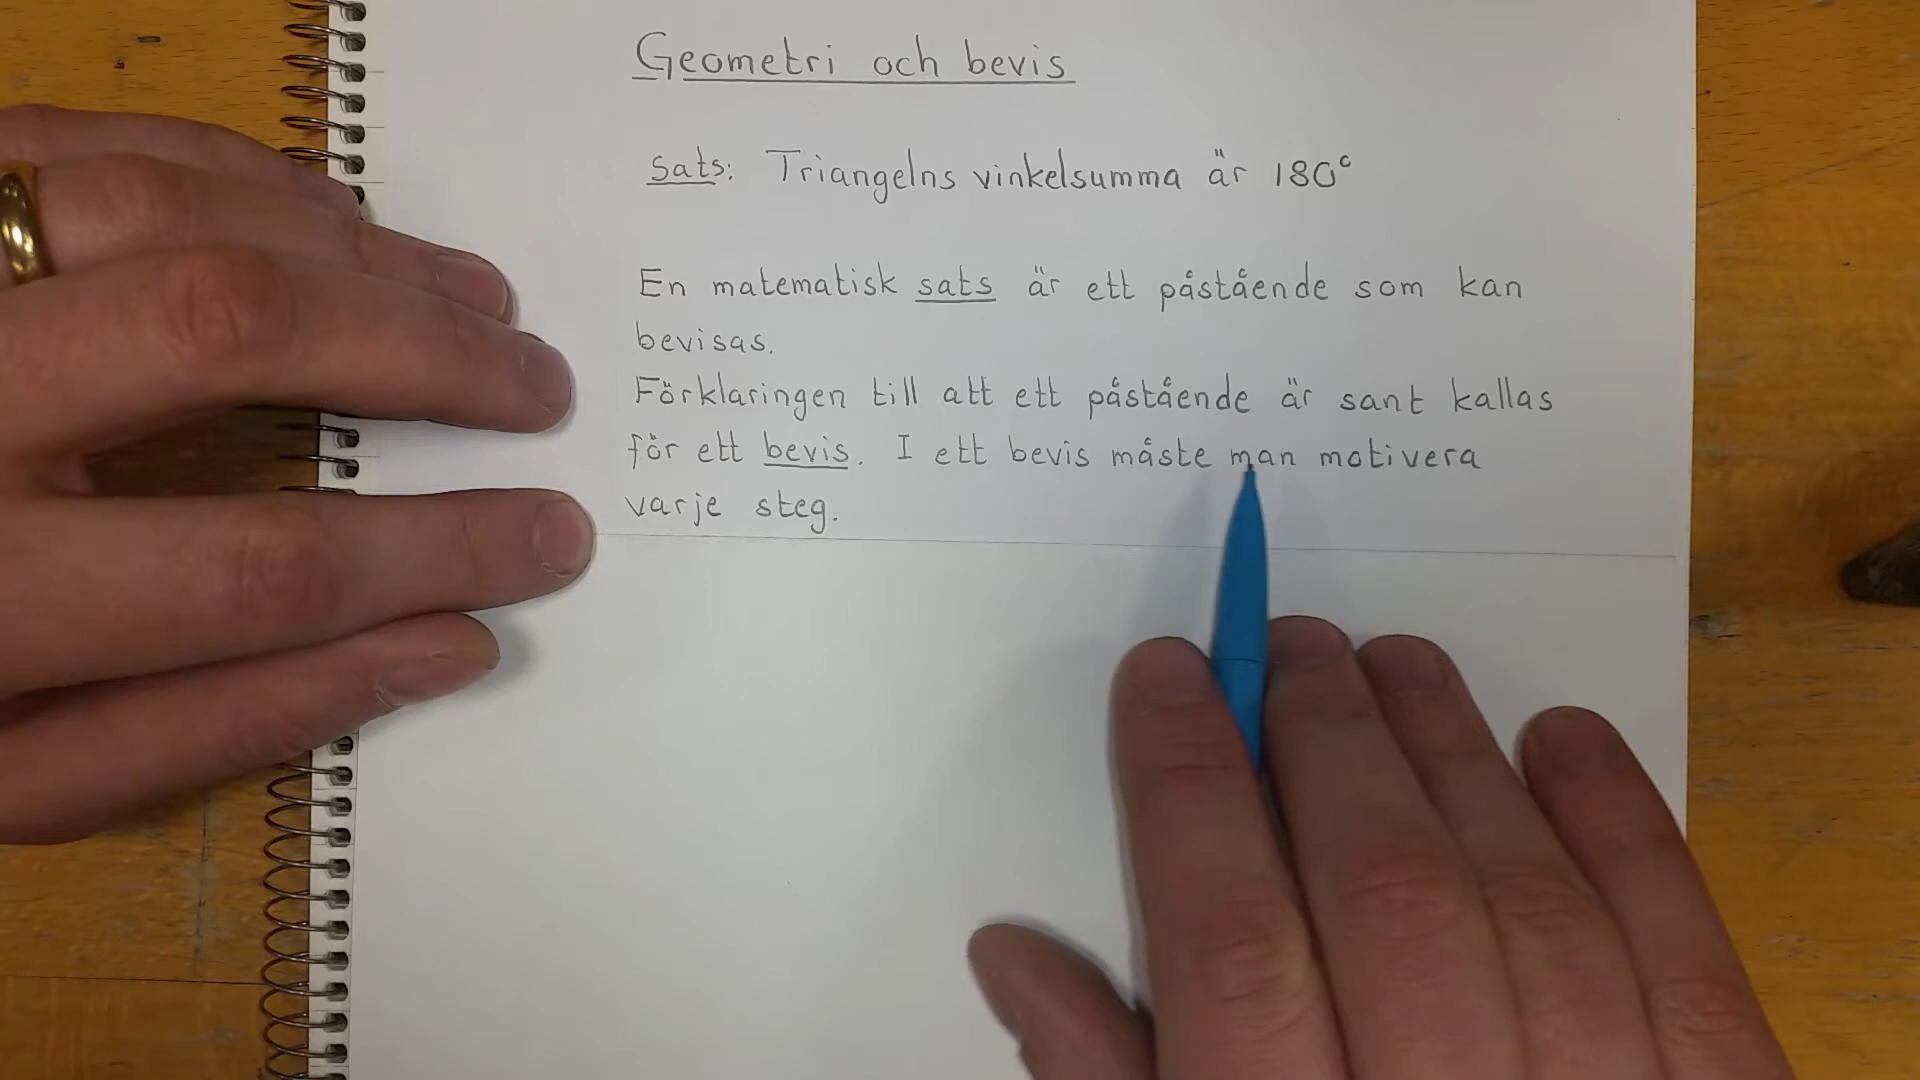 Geometri och bevis
Sats: Triangelns vinkelsumma är 180°
En matematisk sats är ett påstående som kan
bevisas.
Förklaringen till att ett påstående är sant kallas
för ett bevis. I ett bevis måste man motivera
varje steg.